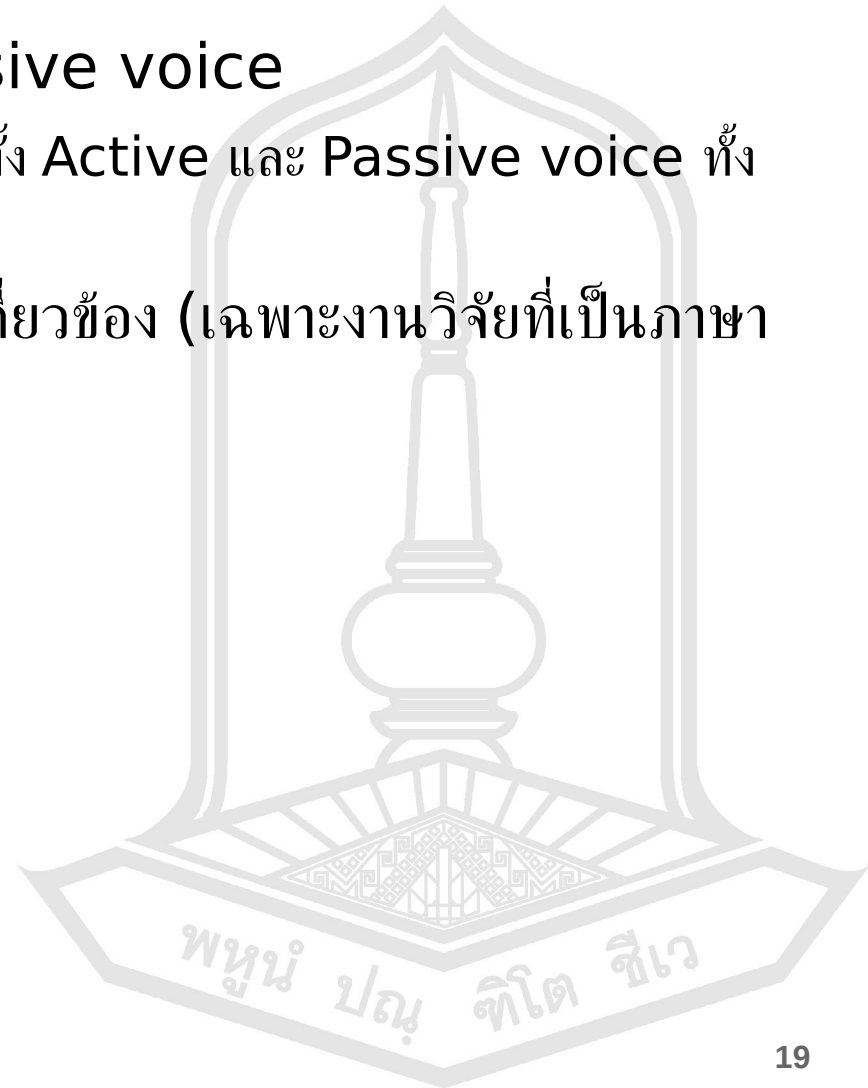 sive voice
ทั้ง Active และ Passive voice ทั้ง
เกี่ยวข้อง (เฉพาะงานวิจัยที่เป็นภาษา
พหูนํ ปณฺ ฑิโต ชีเว
19